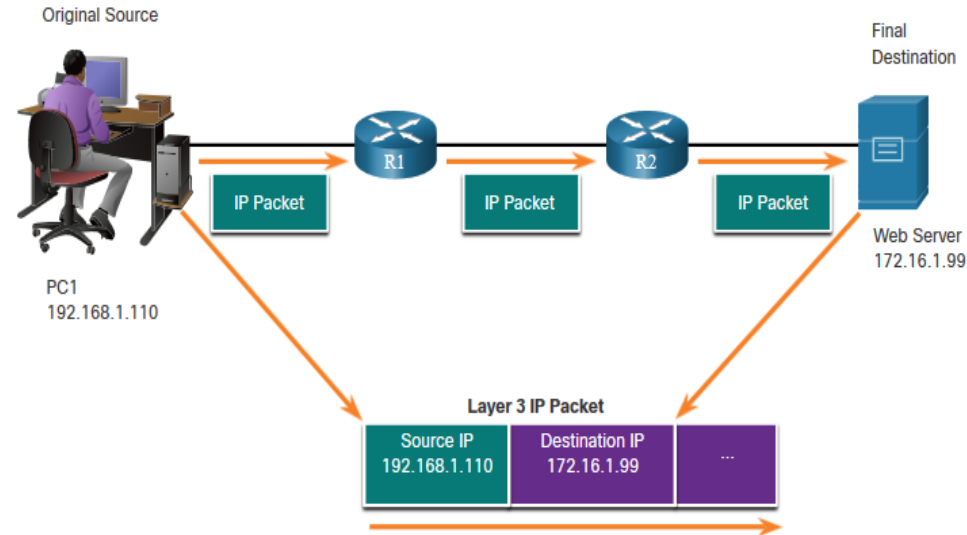 Original Source
Final
Destination
R1
R2
IP Packet
IP Packet
IP Packet
Web Server
172.16.1.99
PC1
192.168.1.110
Layer 3 IP Packet
Source IP
192.168.1.110
Destination IP
172.16.1.99
...